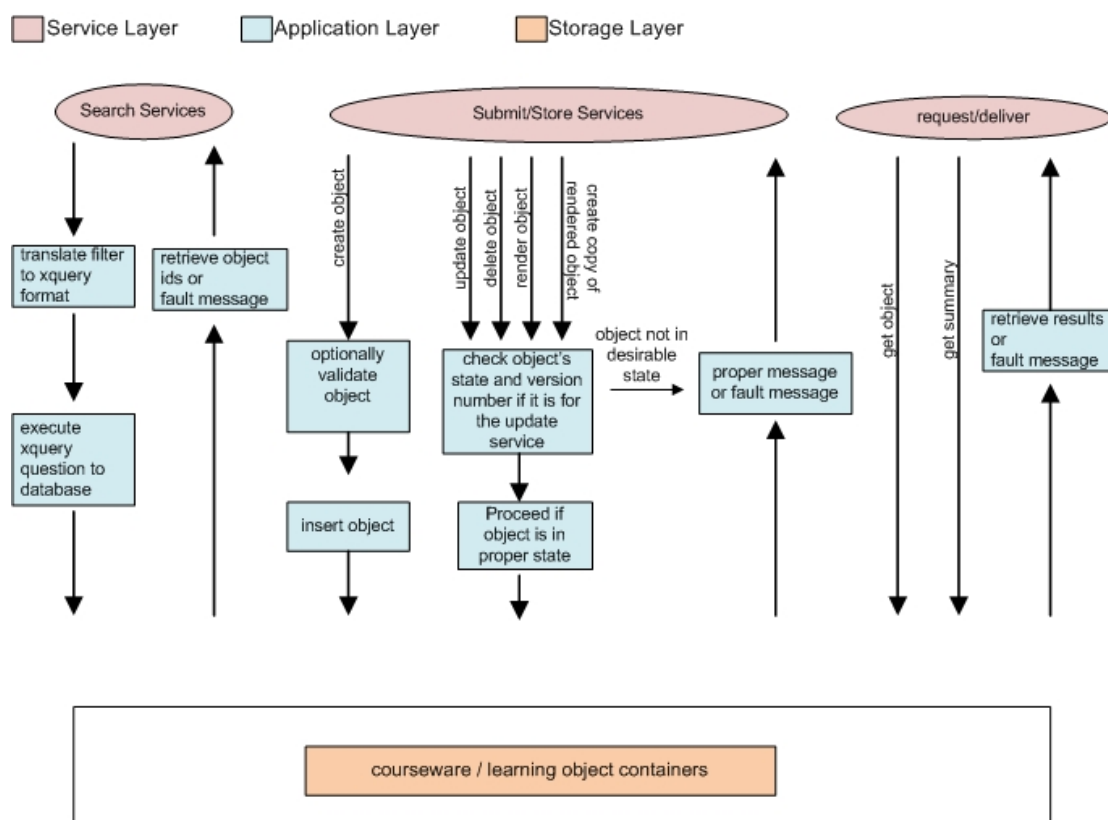 Service Layer
Application Layer
Storage Layer
Search Services
Submit/Store Services
request/deliver
create object
update object
delete object
render object
create copy of
rendered object
get object
get summary
translate filter
to xquery
format
retrieve object
ids or
fault message
execute
xquery
question to
database
optionally
validate
object
insert object
check object's
state and version
number if it is for
the update
service
object not in
desirable
state
Proceed if
object is in
proper state
proper message
or fault message
retrieve results
or
fault message
courseware / learning object containers